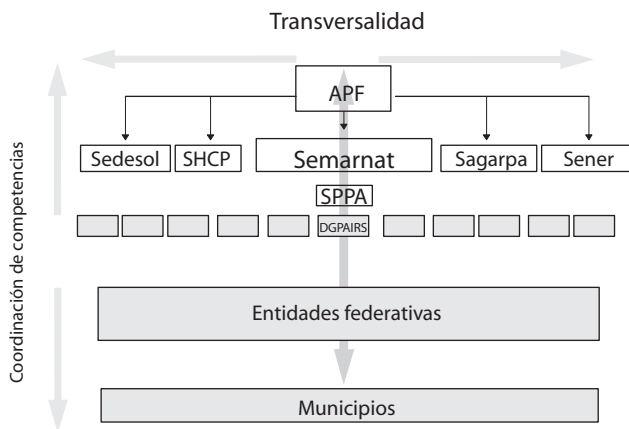 Transversalidad
APF
Sedesol
SHCP
Semarnat
Sagarpa
Sener
SPPA
DGPAIRS
Coordinación de competencias
Entidades federativas
Municipios